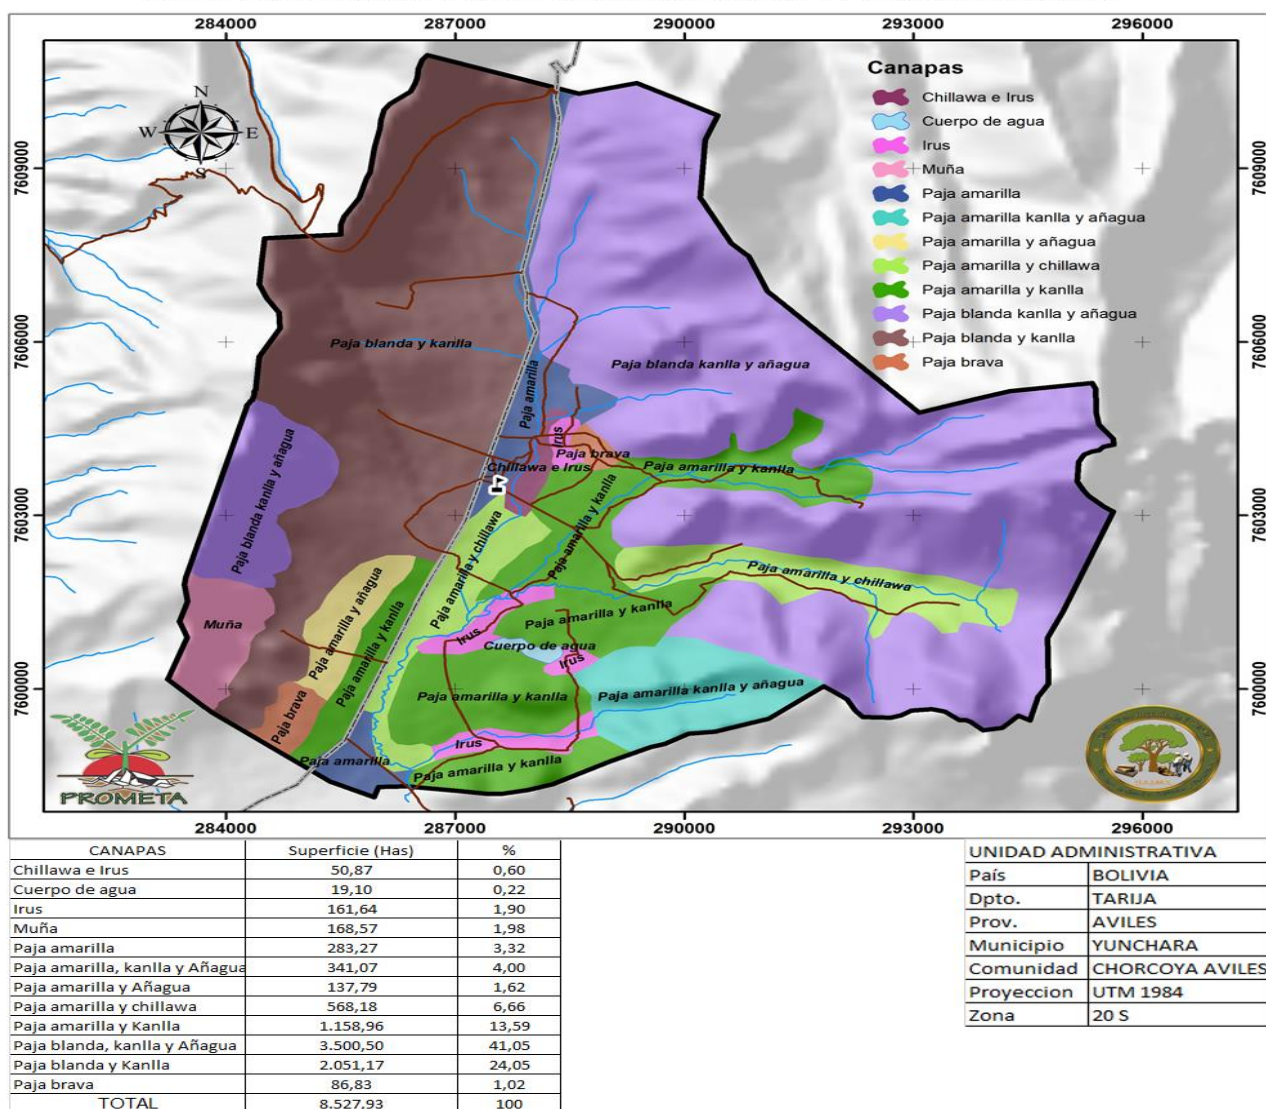 284000 287000 290000 293000 296000
Canapas
Chillawa e Irus
Cuerpo de agua
Irus
Muña
Paja amarilla
Paja amarilla kanlla y añagua
Paja amarilla y añagua
Paja amarilla y chillawa
Paja amarilla y kanlla
Paja blanda kanlla y añagua
Paja blanda y kanlla
Paja brava
N
W E
S
7609000 7609000
7606000 7606000
7603000 7603000
7600000 7600000
Paja blanda y kanlla
Paja blanda kanlla y añagua
Paja amarilla
Irus
Paja brava
Chillawa e Irus
Paja amarilla y kanlla
Paja blanda kanlla y añagua
Paja amarilla y chillawa
Paja amarilla y kanlla
Paja amarilla y chillawa
Paja amarilla y añagua
Paja amarilla y kanlla
Muña
Paja amarilla y kanlla
Irus
Cuerpo de agua
Irus
Paja amarilla y kanlla
Paja amarilla kanlla y añagua
Paja brava
Irus
Paja amarilla
Paja amarilla y kanlla
PROMETA
284000 287000 290000 293000 296000
CANAPAS Superficie (Has) %
Chillawa e Irus 50,87 0,60
Cuerpo de agua 19,10 0,22
Irus 161,64 1,90
Muña 168,57 1,98
Paja amarilla 283,27 3,32
Paja amarilla, kanlla y Añagua 341,07 4,00
Paja amarilla y Añagua 137,79 1,62
Paja amarilla y chillawa 568,18 6,66
Paja amarilla y Kanlla 1.158,96 13,59
Paja blanda, kanlla y Añagua 3.500,50 41,05
Paja blanda y Kanlla 2.051,17 24,05
Paja brava 86,83 1,02
TOTAL 8.527,93 100
UNIDAD ADMINISTRATIVA
País BOLIVIA
Dpto. TARIJA
Prov. AVILES
Municipio YUNCHARA
Comunidad CHORCOYA AVILES
Proyeccion UTM 1984
Zona 20 S